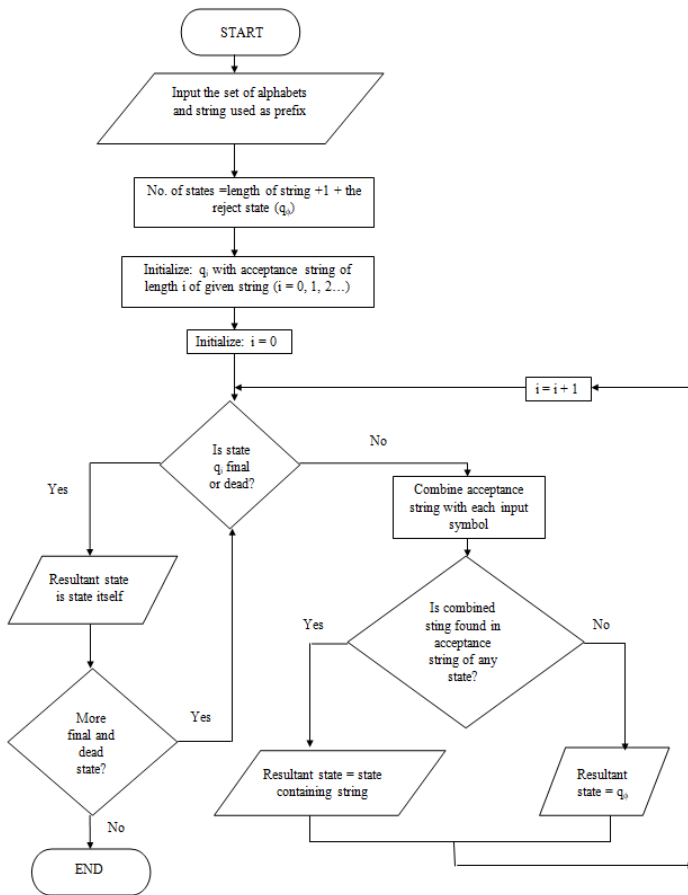 START
Input the set of alphabets
and string used as prefix
No. of states =length of string +1 + the
reject state (qᵩ)
Initialize: qᵢ with acceptance string of
length i of given string (i = 0, 1, 2…)
Initialize: i = 0
i = i + 1
Is state
qᵢ final
or dead?
No
Yes
Combine acceptance
string with each input
symbol
Resultant state
is state itself
Is combined
sting found in
acceptance
string of any
state?
Yes
No
More
final and
dead
state?
Yes
Resultant state = state
containing string
Resultant
state = qᵩ
No
END